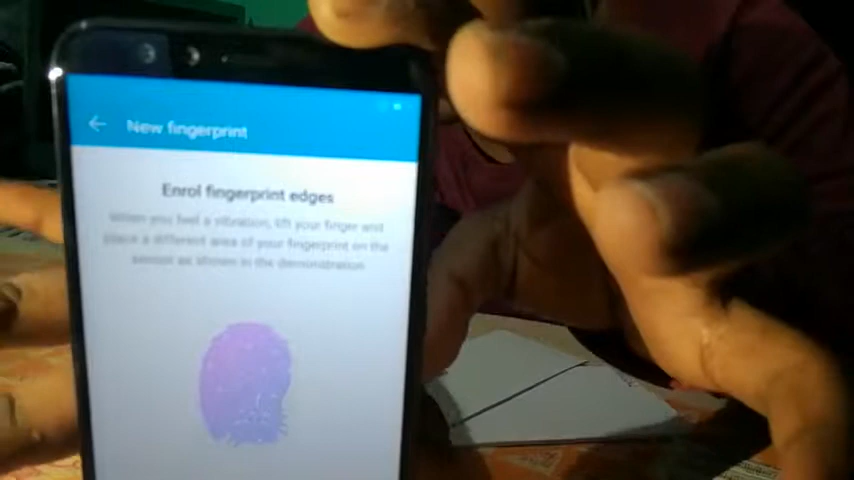 New fingerprint
Enrol fingerprint edges
When you feel a vibration, lift your finger and
place a different area of your fingerprint on the
sensor as shown in the demonstration